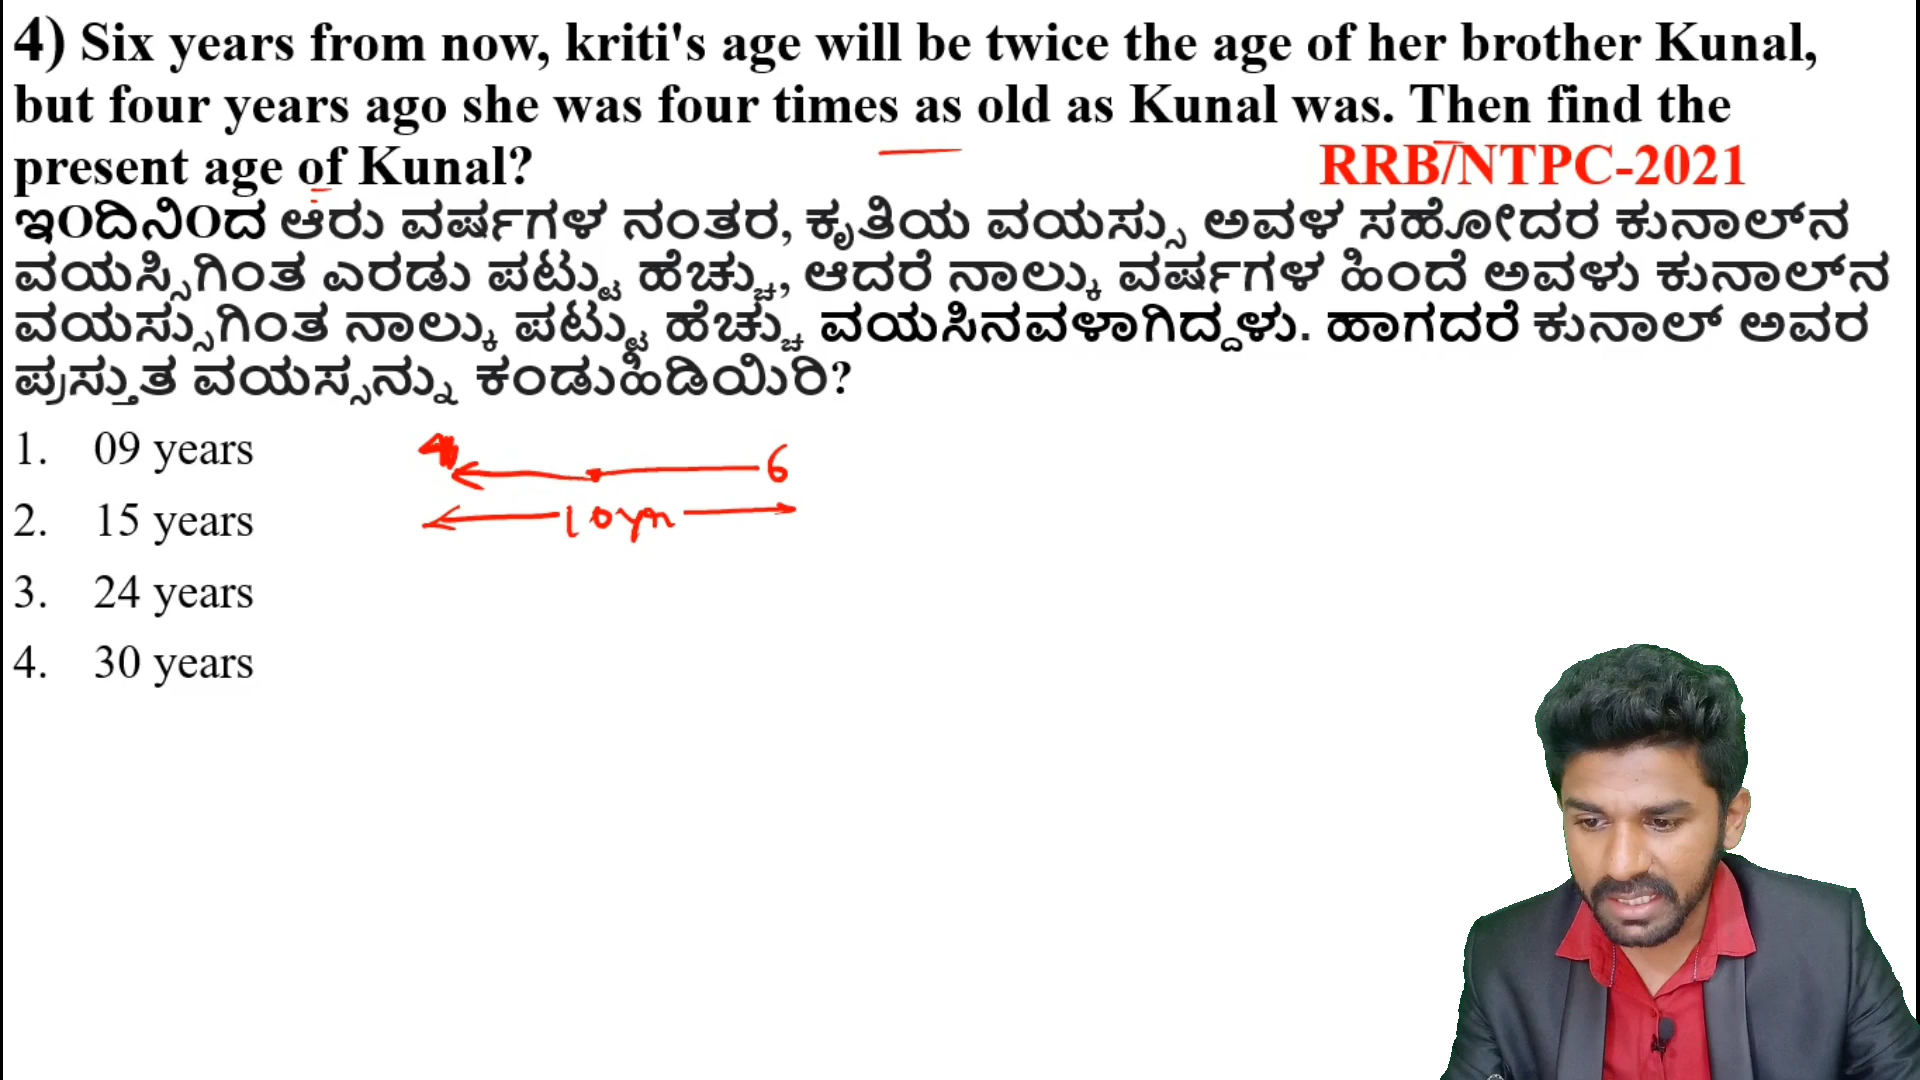 4) Six years from now, kriti's age will be twice the age of her brother Kunal,
but four years ago she was four times as old as Kunal was. Then find the
present age of Kunal?
RRB/NTPC-2021
ಇOದಿನಿOದ ಆರು ವರ್ಷಗಳ ನಂತರ, ಕೃತಿಯ ವಯಸ್ಸು ಅವಳ ಸಹೋದರ ಕುನಾಲ್‌ನ
ವಯಸ್ಸಿಗಿಂತ ಎರಡು ಪಟ್ಟು ಹೆಚ್ಚು, ಆದರೆ ನಾಲ್ಕು ವರ್ಷಗಳ ಹಿಂದೆ ಅವಳು ಕುನಾಲ್‌ನ
ವಯಸ್ಸುಗಿಂತ ನಾಲ್ಕು ಪಟ್ಟು ಹೆಚ್ಚು ವಯಸಿನವಳಾಗಿದ್ದಳು. ಹಾಗದರೆ ಕುನಾಲ್ ಅವರ
ಪ್ರಸ್ತುತ ವಯಸ್ಸನ್ನು ಕಂಡುಹಿಡಿಯಿರಿ?
1. 09 years
6
2. 15 years
10yr
3. 24 years
4. 30 years